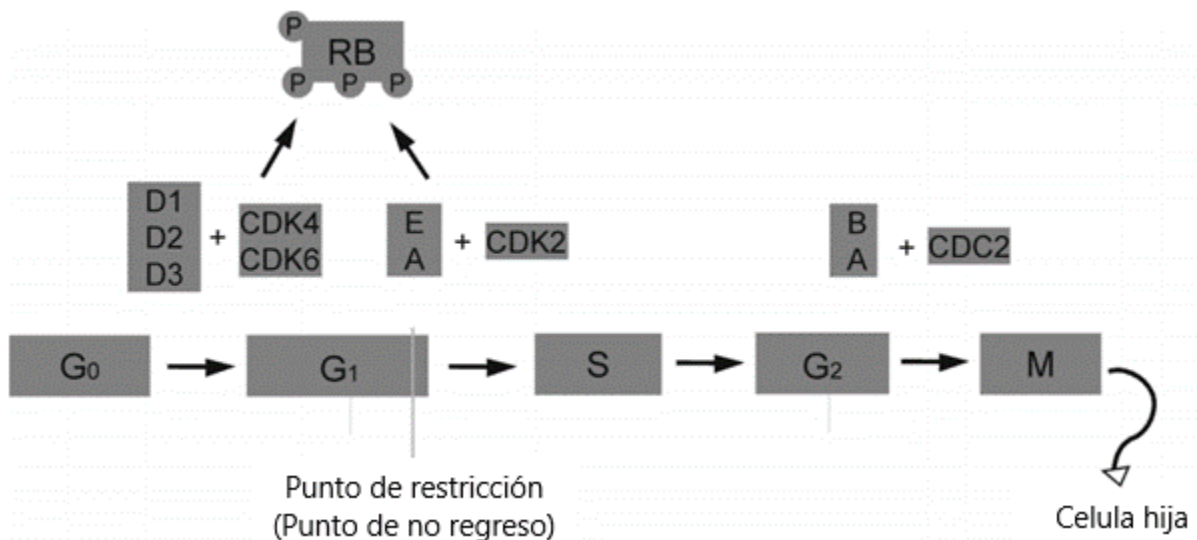 P
RB
P P P
D1
D2
D3
+
CDK4
CDK6
E
A
+
CDK2
B
A
+
CDC2
G0
G1
S
G2
M
Punto de restricción
(Punto de no regreso)
Celula hija